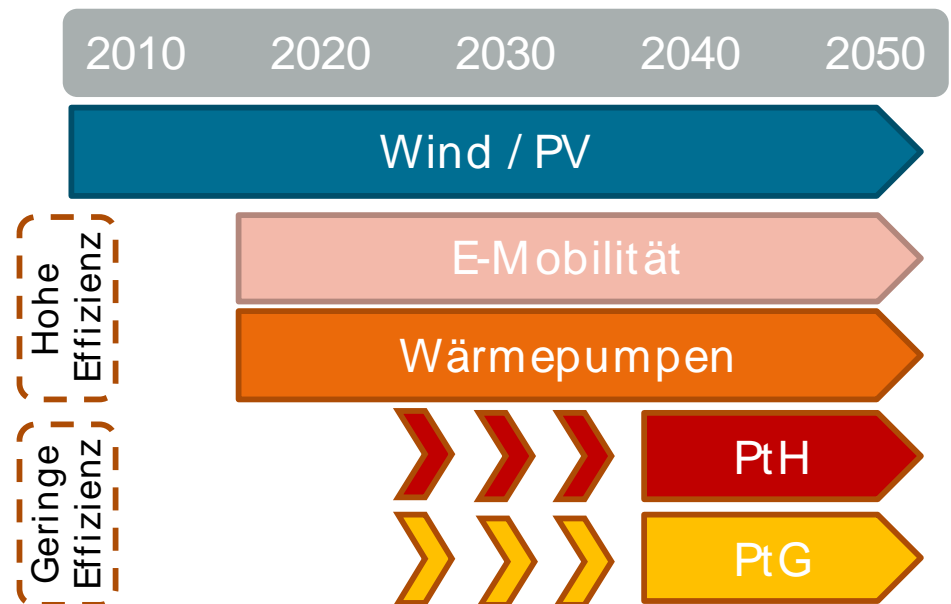 2010 2020 2030 2040 2050
Wind / PV
Hohe
Effizienz
E-Mobilität
Wärmepumpen
Geringe
Effizienz
PtH
PtG